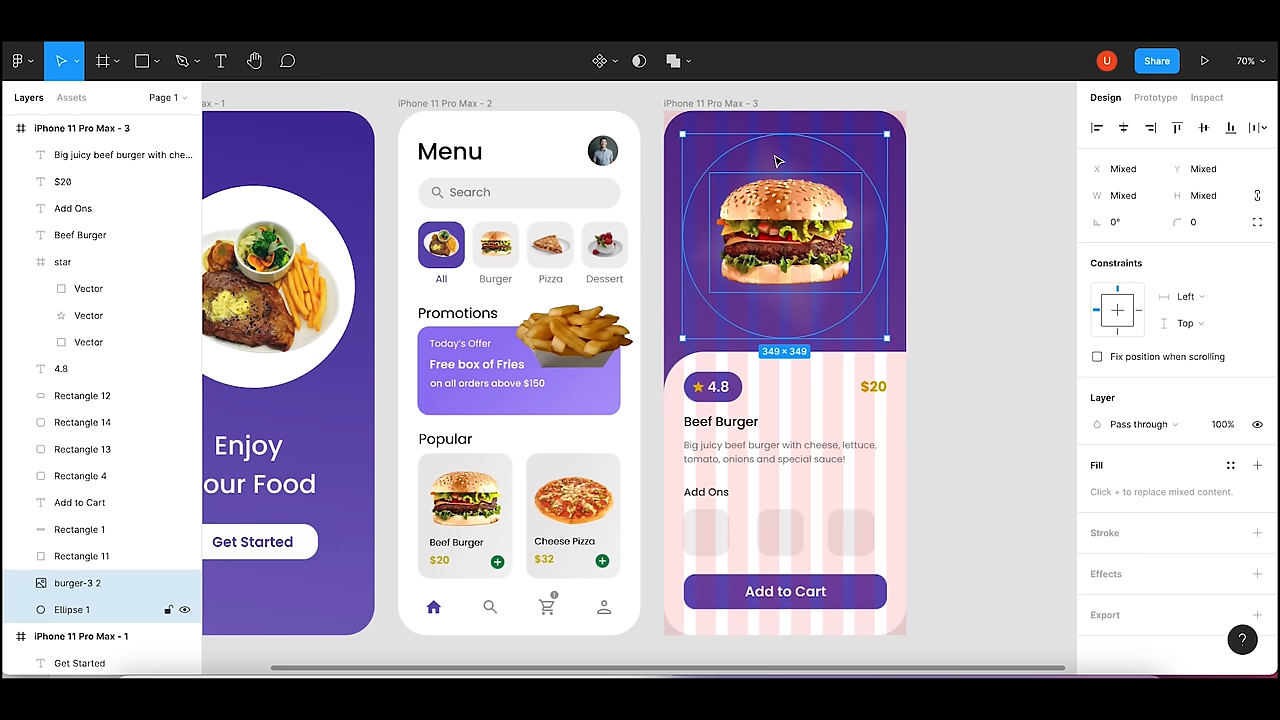 U
Share
70%
Layers
Assets
Page 1
iPhone 11 Pro Max - 3
Big juicy beef burger with che...
$20
Add Ons
Beef Burger
star
Vector
Vector
Vector
4.8
Rectangle 12
Rectangle 14
Rectangle 13
Rectangle 4
Add to Cart
Rectangle 1
Rectangle 11
burger-3 2
Ellipse 1
iPhone 11 Pro Max - 1
Get Started
ax - 1
Enjoy
our Food
Get Started
iPhone 11 Pro Max - 2
Menu
Search
All
Burger
Pizza
Dessert
Promotions
Today's Offer
Free box of Fries
on all orders above $150
Popular
Beef Burger
$20
Cheese Pizza
$32
1
iPhone 11 Pro Max - 3
349 × 349
4.8
$20
Beef Burger
Big juicy beef burger with cheese, lettuce,
tomato, onions and special sauce!
Add Ons
Add to Cart
Design
Prototype
Inspect
X Mixed
Y Mixed
W Mixed
H Mixed
0°
0
Constraints
Left
Top
Fix position when scrolling
Layer
Pass through
100%
Fill
Click + to replace mixed content.
Stroke
Effects
Export
?